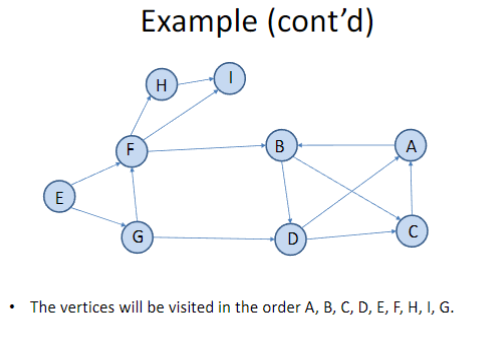 Example (cont’d)
H
I
F
B
A
E
G
D
C
• The vertices will be visited in the order A, B, C, D, E, F, H, I, G.